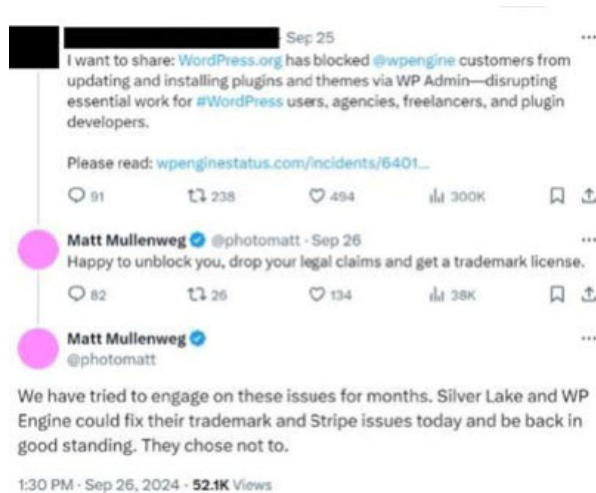 Sep 25
I want to share: WordPress.org has blocked @wpengine customers from
updating and installing plugins and themes via WP Admin—disrupting
essential work for #WordPress users, agencies, freelancers, and plugin
developers.
Please read: wpenginestatus.com/incidents/6401...
91 238 494 300K
Matt Mullenweg @photomatt · Sep 26
Happy to unblock you, drop your legal claims and get a trademark license.
82 26 134 38K
Matt Mullenweg
@photomatt
We have tried to engage on these issues for months. Silver Lake and WP
Engine could fix their trademark and Stripe issues today and be back in
good standing. They chose not to.
1:30 PM · Sep 26, 2024 · 52.1K Views